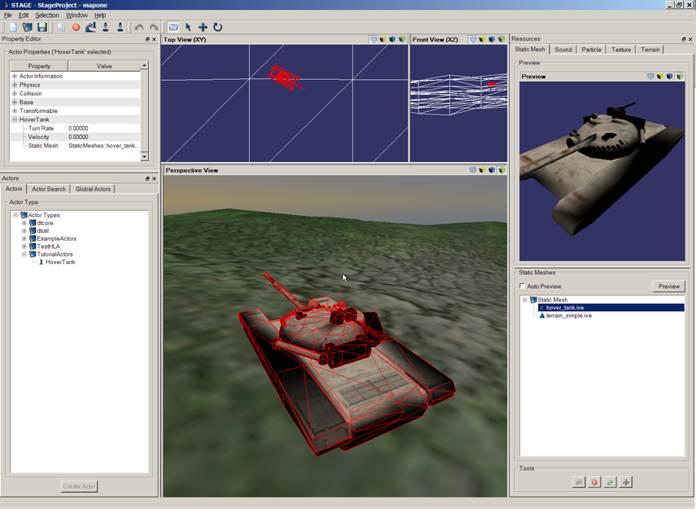 STAGE - StageProject - mapone
File Edit Selection Window Help
Property Editor
Actor Properties ('HoverTank' selected)
Property Value
Actor Information
Physics
Collision
Base
Transformable
HoverTank
Turn Rate 0.00000
Velocity 0.00000
Static Mesh StaticMeshes:hover_tank...
Actors
Actors Actor Search Global Actors
Actor Type
Actor Types
dtcore
dtutil
ExampleActors
TestHLA
TutorialActors
HoverTank
Create Actor
Top View (XY)
Front View (XZ)
Perspective View
Resources
Static Mesh Sound Particle Texture Terrain
Preview
Preview
Static Meshes
Auto Preview Preview
Static Mesh
hover_tank.ive
terrain_simple.ive
Tools